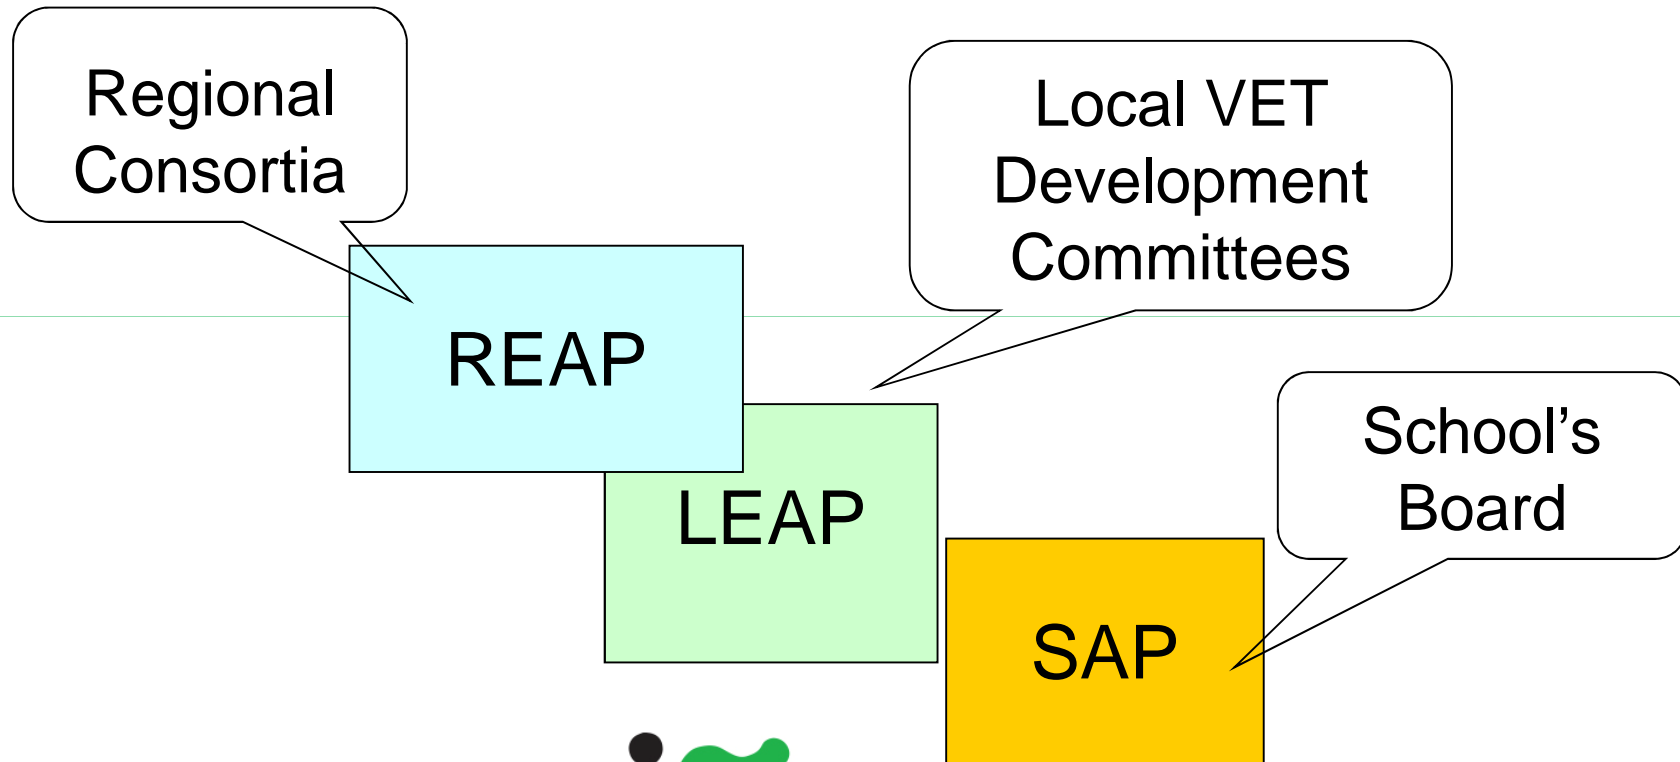 Regional
Consortia
Local VET
Development
Committees
REAP
School’s
Board
LEAP
SAP